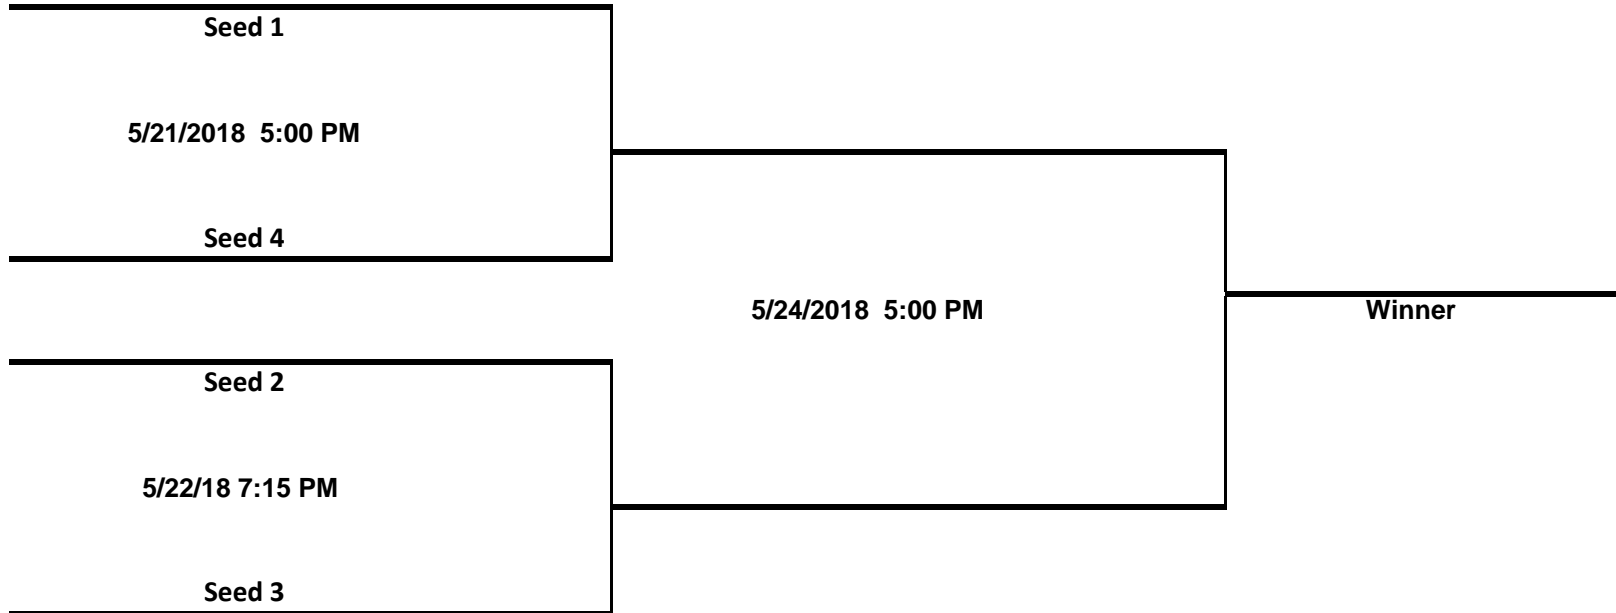 Seed 1
5/21/2018  5:00 PM
Seed 4
5/24/2018  5:00 PM
Winner
Seed 2
5/22/18 7:15 PM
Seed 3